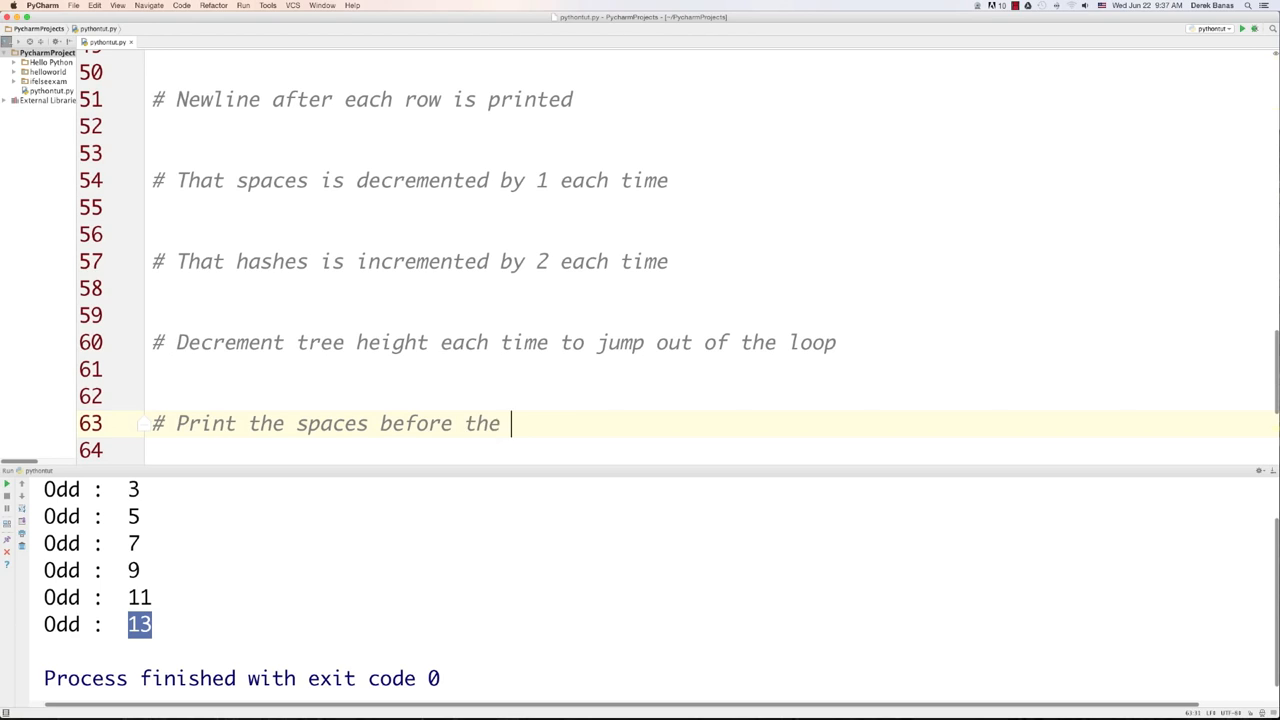 PyCharm File Edit View Navigate Code Refactor Run Tools VCS Window Help 10 Wed Jun 22 9:37 AM Derek Banas
pythontut.py - PycharmProjects - [~/PycharmProjects]
PycharmProjects pythontut.py pythontut
pythontut.py ×
PycharmProject
Hello Python
helloworld
ifelseexam
pythontut.py
External Librarie
50
51 # Newline after each row is printed
52
53
54 # That spaces is decremented by 1 each time
55
56
57 # That hashes is incremented by 2 each time
58
59
60 # Decrement tree height each time to jump out of the loop
61
62
63 # Print the spaces before the
64
Run pythontut
Odd : 3
Odd : 5
Odd : 7
Odd : 9
Odd : 11
Odd : 13
Process finished with exit code 0
63:31 LF÷ UTF-8÷